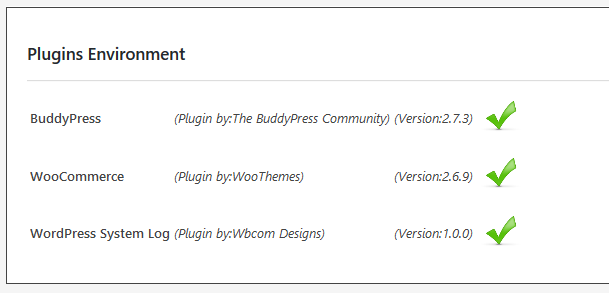 Plugins Environment
BuddyPress (Plugin by:The BuddyPress Community) (Version:2.7.3)
WooCommerce (Plugin by:WooThemes) (Version:2.6.9)
WordPress System Log (Plugin by:Wbcom Designs) (Version:1.0.0)